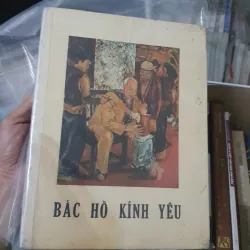 BÁC HỒ KÍNH YÊU